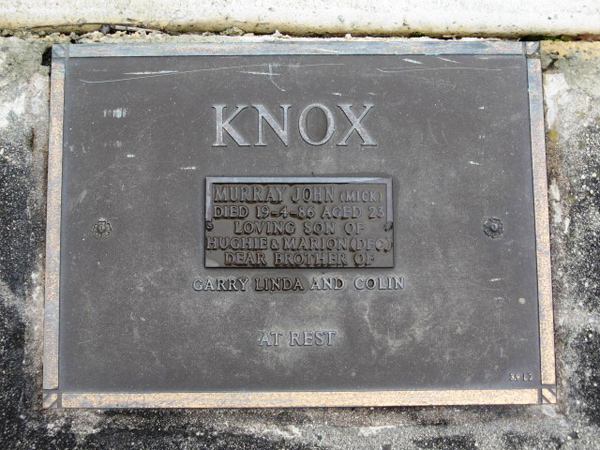 KNOX
MURRAY JOHN (MICK)
DIED 19-4-86 AGED 23
LOVING SON OF
HUGHIE & MARION (DEC)
DEAR BROTHER OF
GARRY LINDA AND COLIN
AT REST